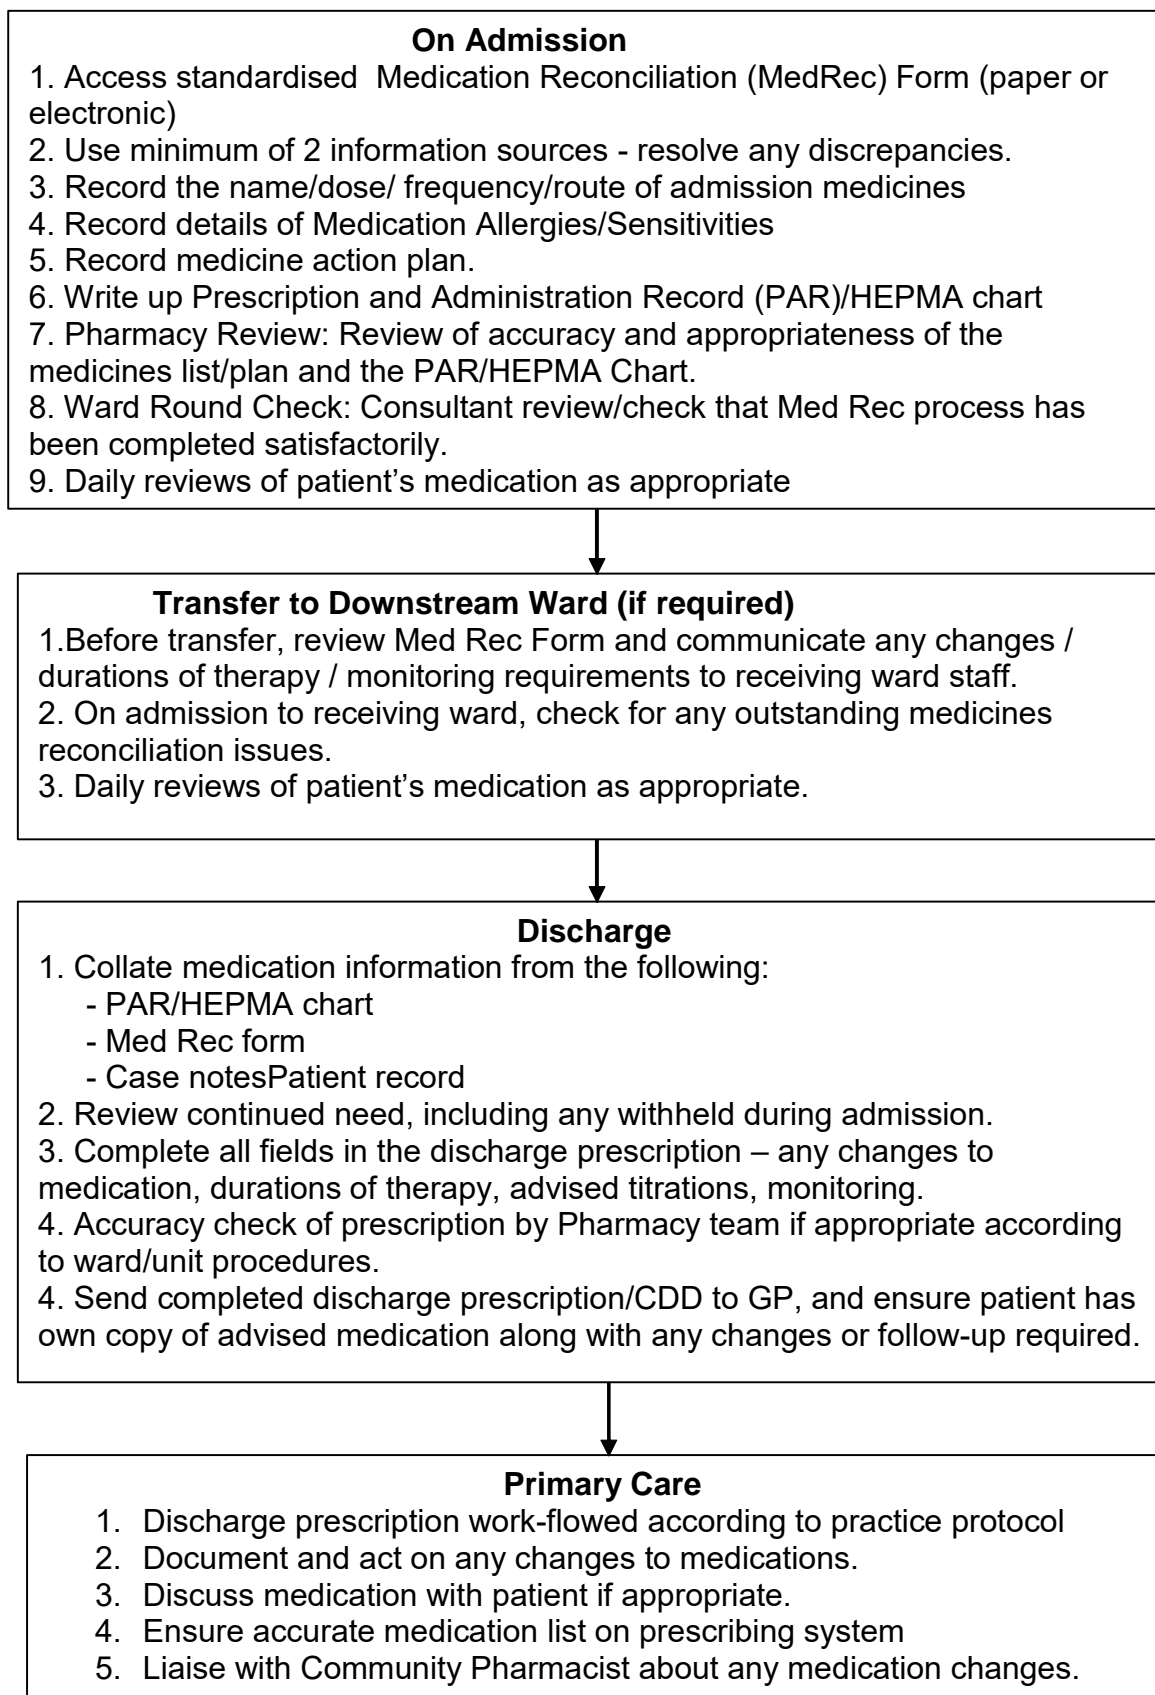 On Admission
1. Access standardised  Medication Reconciliation (MedRec) Form (paper or
electronic)
2. Use minimum of 2 information sources - resolve any discrepancies.
3. Record the name/dose/ frequency/route of admission medicines
4. Record details of Medication Allergies/Sensitivities
5. Record medicine action plan.
6. Write up Prescription and Administration Record (PAR)/HEPMA chart
7. Pharmacy Review: Review of accuracy and appropriateness of the
medicines list/plan and the PAR/HEPMA Chart.
8. Ward Round Check: Consultant review/check that Med Rec process has
been completed satisfactorily.
9. Daily reviews of patient’s medication as appropriate
Transfer to Downstream Ward (if required)
1.Before transfer, review Med Rec Form and communicate any changes /
durations of therapy / monitoring requirements to receiving ward staff.
2. On admission to receiving ward, check for any outstanding medicines
reconciliation issues.
3. Daily reviews of patient’s medication as appropriate.
Discharge
1. Collate medication information from the following:
- PAR/HEPMA chart
- Med Rec form
- Case notesPatient record
2. Review continued need, including any withheld during admission.
3. Complete all fields in the discharge prescription – any changes to
medication, durations of therapy, advised titrations, monitoring.
4. Accuracy check of prescription by Pharmacy team if appropriate according
to ward/unit procedures.
4. Send completed discharge prescription/CDD to GP, and ensure patient has
own copy of advised medication along with any changes or follow-up required.
Primary Care
1. Discharge prescription work-flowed according to practice protocol
2. Document and act on any changes to medications.
3. Discuss medication with patient if appropriate.
4. Ensure accurate medication list on prescribing system
5. Liaise with Community Pharmacist about any medication changes.